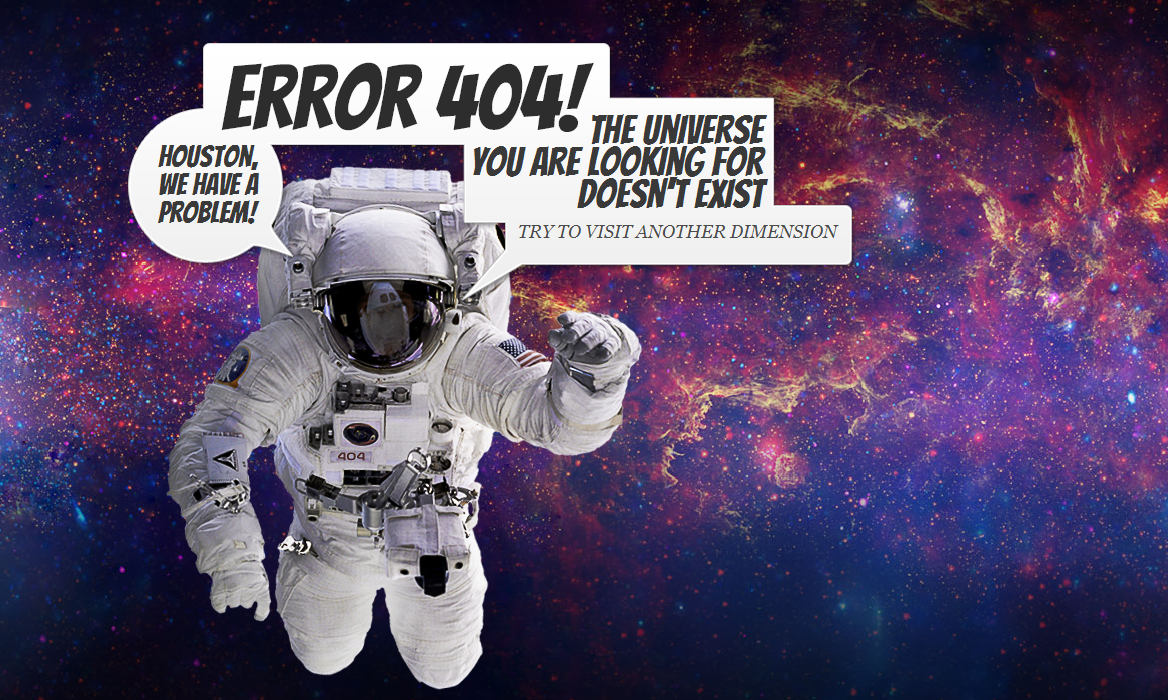 ERROR 404!
HOUSTON,
WE HAVE A
PROBLEM!
THE UNIVERSE
YOU ARE LOOKING FOR
DOESN'T EXIST
TRY TO VISIT ANOTHER DIMENSION
404